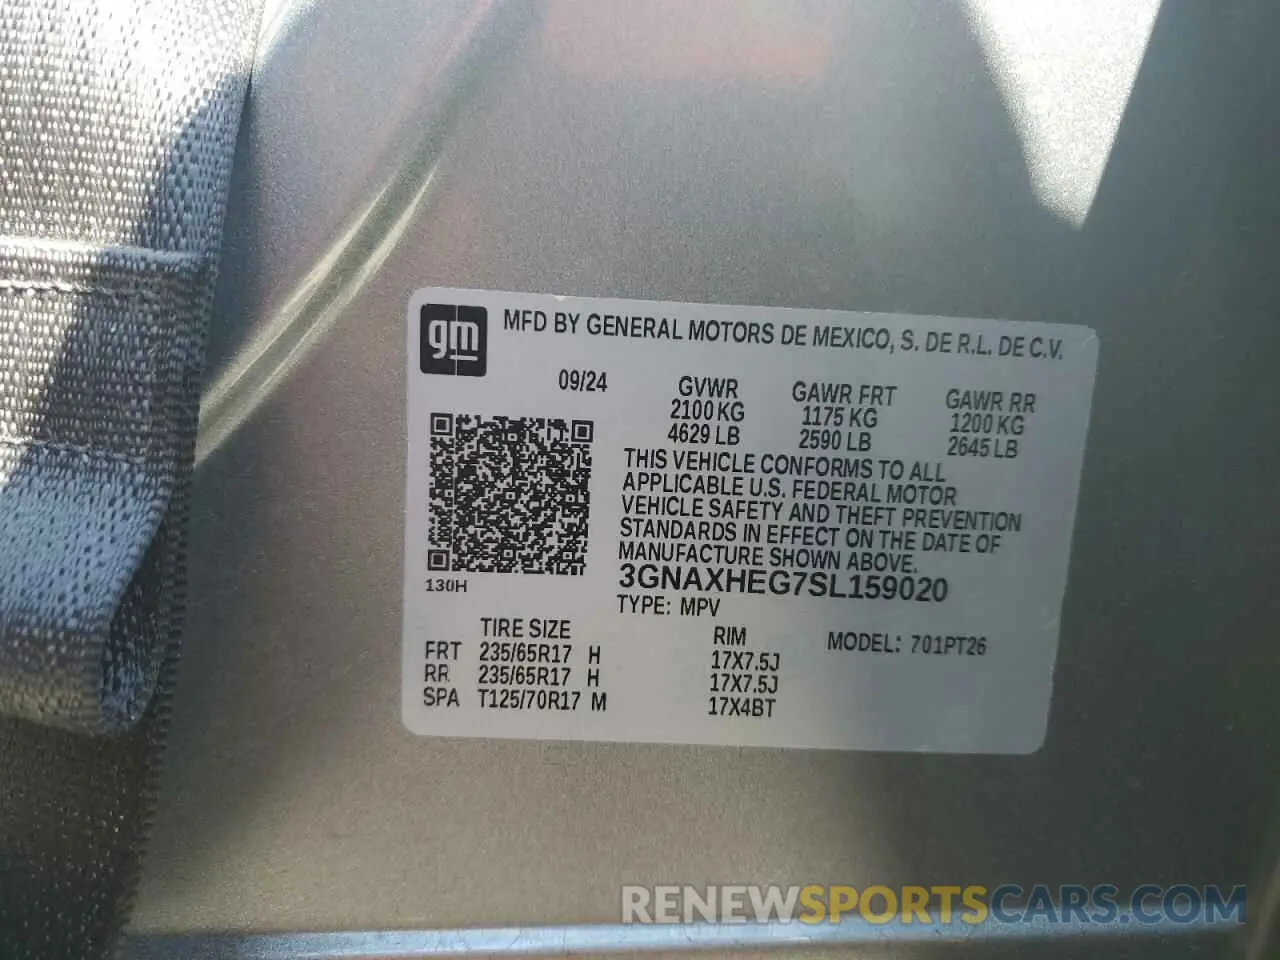 gm
MFD BY GENERAL MOTORS DE MEXICO, S. DE R.L. DE C.V.
09/24 GVWR GAWR FRT GAWR RR
2100 KG 1175 KG 1200 KG
4629 LB 2590 LB 2645 LB
THIS VEHICLE CONFORMS TO ALL
APPLICABLE U.S. FEDERAL MOTOR
VEHICLE SAFETY AND THEFT PREVENTION
STANDARDS IN EFFECT ON THE DATE OF
MANUFACTURE SHOWN ABOVE.
130H 3GNAXHEG7SL159020
TYPE: MPV
TIRE SIZE RIM MODEL: 701PT26
FRT 235/65R17 H 17X7.5J
RR 235/65R17 H 17X7.5J
SPA T125/70R17 M 17X4BT
RENEWSPORTSCARS.COM